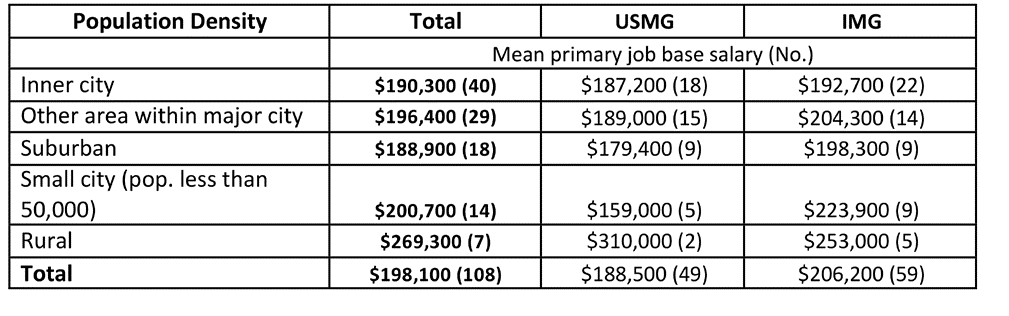 Population Density Total USMG IMG
Mean primary job base salary (No.)
Inner city $190,300 (40) $187,200 (18) $192,700 (22)
Other area within major city $196,400 (29) $189,000 (15) $204,300 (14)
Suburban $188,900 (18) $179,400 (9) $198,300 (9)
Small city (pop. less than
50,000) $200,700 (14) $159,000 (5) $223,900 (9)
Rural $269,300 (7) $310,000 (2) $253,000 (5)
Total $198,100 (108) $188,500 (49) $206,200 (59)